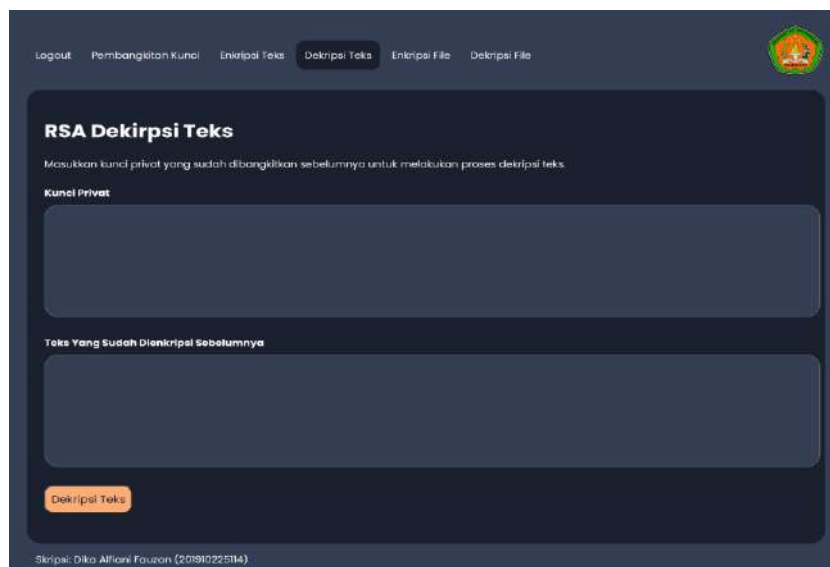 Logout Pembangkitan Kunci Enkripsi Teks Dekripsi Teks Enkripsi File Dekripsi File
RSA Dekirpsi Teks
Masukkan kunci privat yang sudah dibangkitkan sebelumnya untuk melakukan proses dekripsi teks.
Kunci Privat
Teks Yang Sudah Dienkripsi Sebelumnya
Dekripsi Teks
Skripsi: Dika Alfiani Fauzan (201910225114)